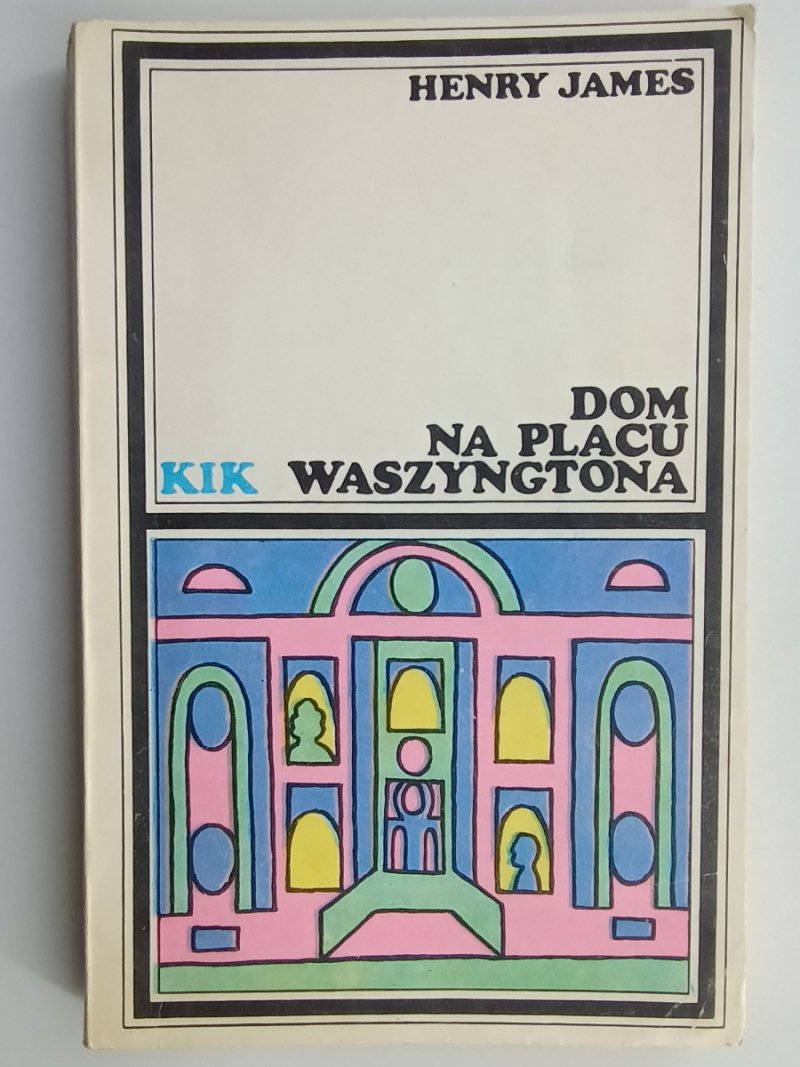 HENRY JAMES
DOM
NA PLACU
KIK WASZYNGTONA